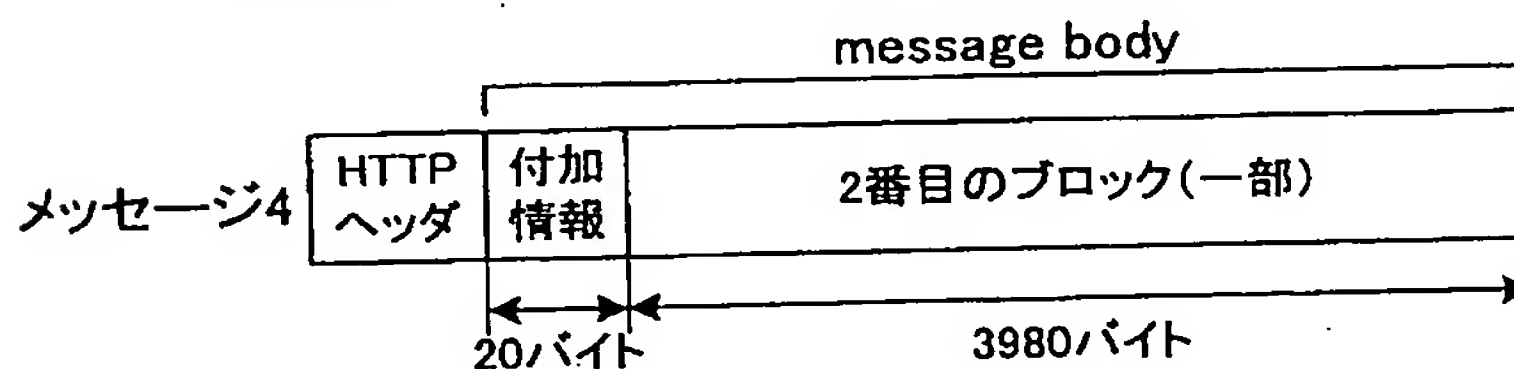 message body
メッセージ4
HTTP
ヘッダ
付加
情報
2番目のブロック(一部)
20バイト
3980バイト